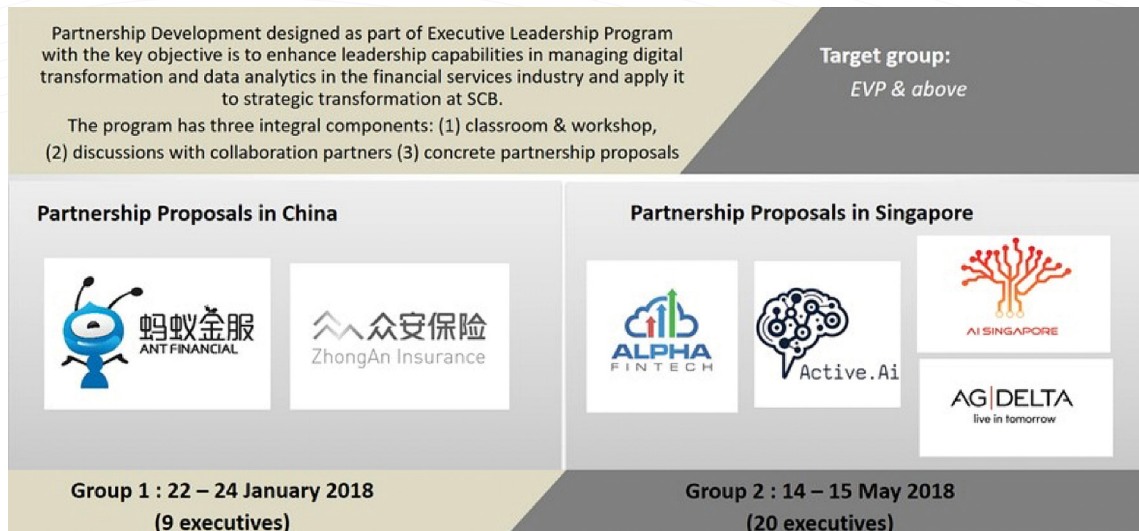 Partnership Development designed as part of Executive Leadership Program
with the key objective is to enhance leadership capabilities in managing digital
transformation and data analytics in the financial services industry and apply it
to strategic transformation at SCB.
The program has three integral components: (1) classroom & workshop,
(2) discussions with collaboration partners (3) concrete partnership proposals
Target group:
EVP & above
Partnership Proposals in China
蚂蚁金服
ANT FINANCIAL
众安保险
ZhongAn Insurance
Partnership Proposals in Singapore
ALPHA
FINTECH
Active.Ai
AI SINGAPORE
AG|DELTA
live in tomorrow
Group 1 : 22 – 24 January 2018
(9 executives)
Group 2 : 14 – 15 May 2018
(20 executives)